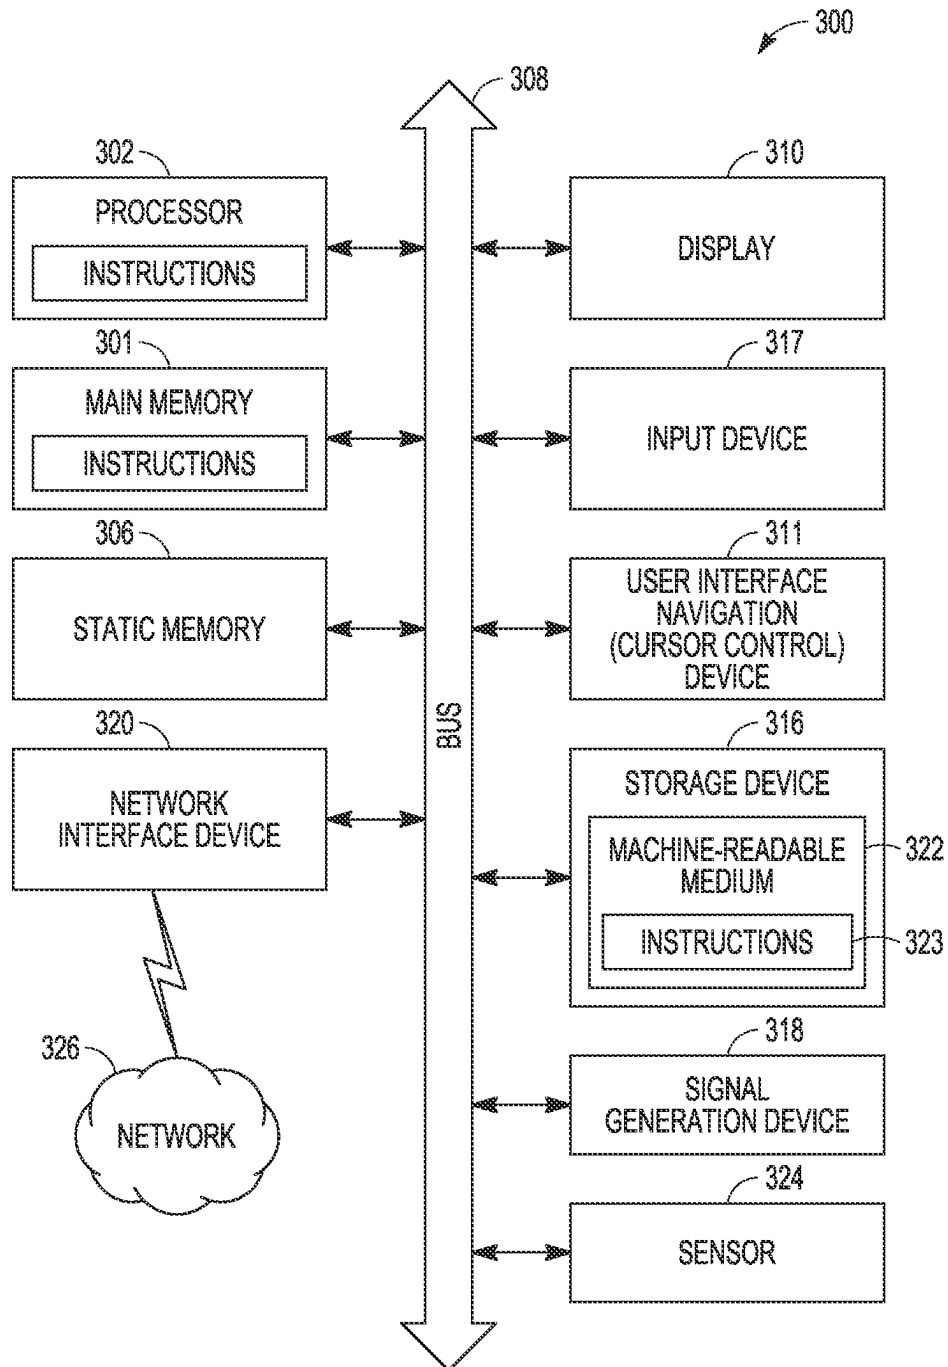 300
308
302
PROCESSOR
INSTRUCTIONS
301
MAIN MEMORY
INSTRUCTIONS
306
STATIC MEMORY
320
NETWORK
INTERFACE DEVICE
326
NETWORK
BUS
310
DISPLAY
317
INPUT DEVICE
311
USER INTERFACE
NAVIGATION
(CURSOR CONTROL)
DEVICE
316
STORAGE DEVICE
322
MACHINE-READABLE
MEDIUM
323
INSTRUCTIONS
318
SIGNAL
GENERATION DEVICE
324
SENSOR